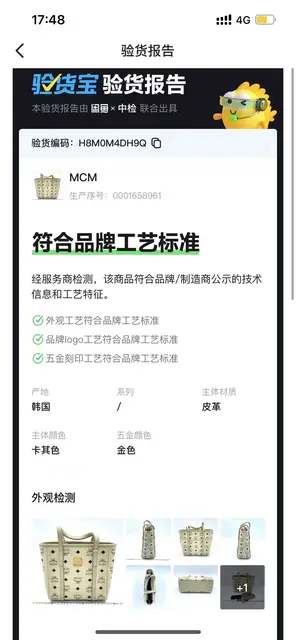 17:48
4G
验货报告
验货宝 验货报告
本验货报告由 闲鱼 × 中检 联合出具
验货编码：H8M0M4DH9Q
MCM
生产序号：0001658961
符合品牌工艺标准
经服务商检测，该商品符合品牌/制造商公示的技术
信息和工艺特征。
外观工艺符合品牌工艺标准
品牌logo工艺符合品牌工艺标准
五金刻印工艺符合品牌工艺标准
产地 系列 主体材质
韩国 / 皮革
主体颜色 五金颜色
卡其色 金色
外观检测
+1